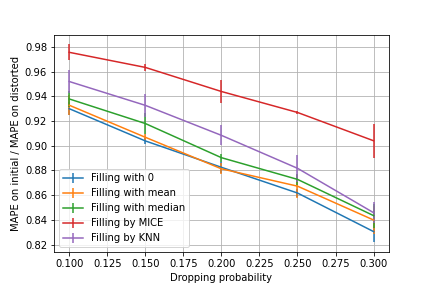 MAPE on initial / MAPE on distorted
0.98
0.96
0.94
0.92
0.90
0.88
0.86
0.84
0.82
Filling with 0
Filling with mean
Filling with median
Filling by MICE
Filling by KNN
0.100 0.125 0.150 0.175 0.200 0.225 0.250 0.275 0.300
Dropping probability